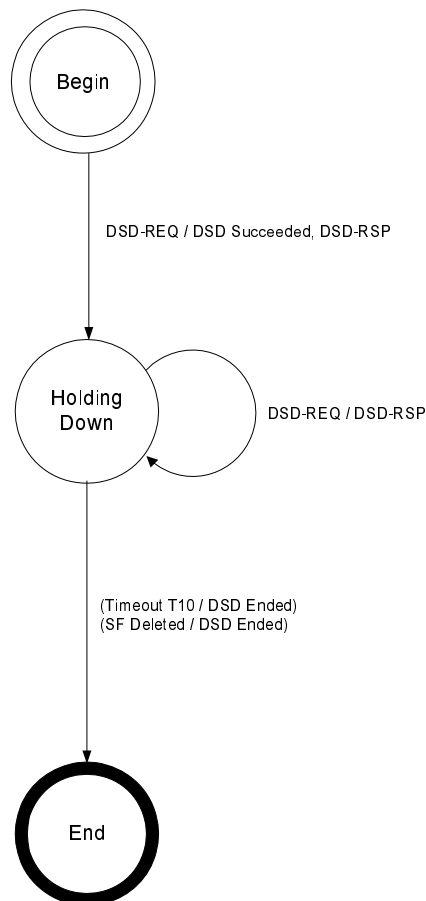 Begin
DSD-REQ / DSD Succeeded, DSD-RSP
Holding
Down
DSD-REQ / DSD-RSP
(Timeout T10 / DSD Ended)
(SF Deleted / DSD Ended)
End